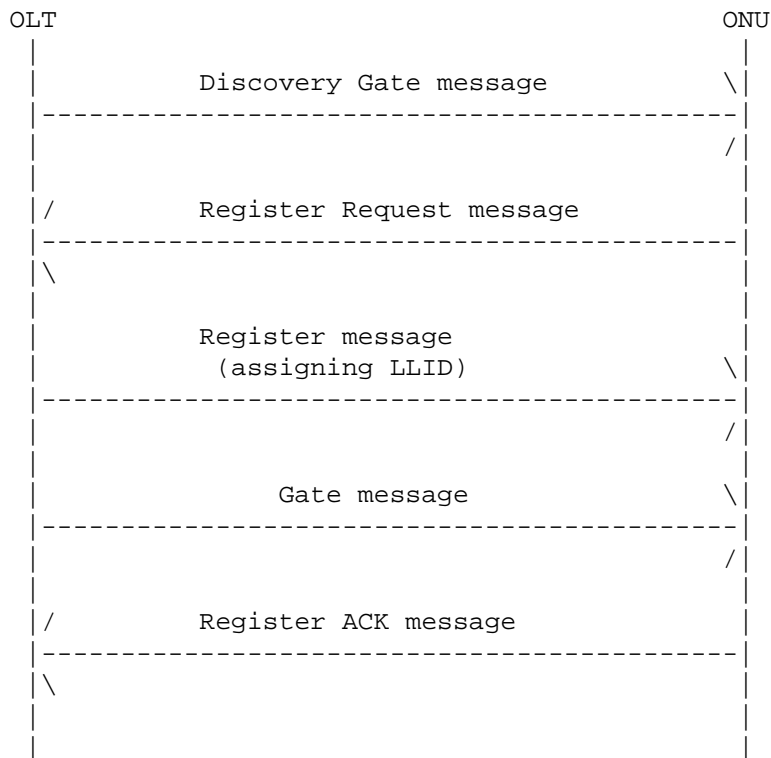 OLT ONU
Discovery Gate message
Register Request message
Register message
(assigning LLID)
Gate message
Register ACK message